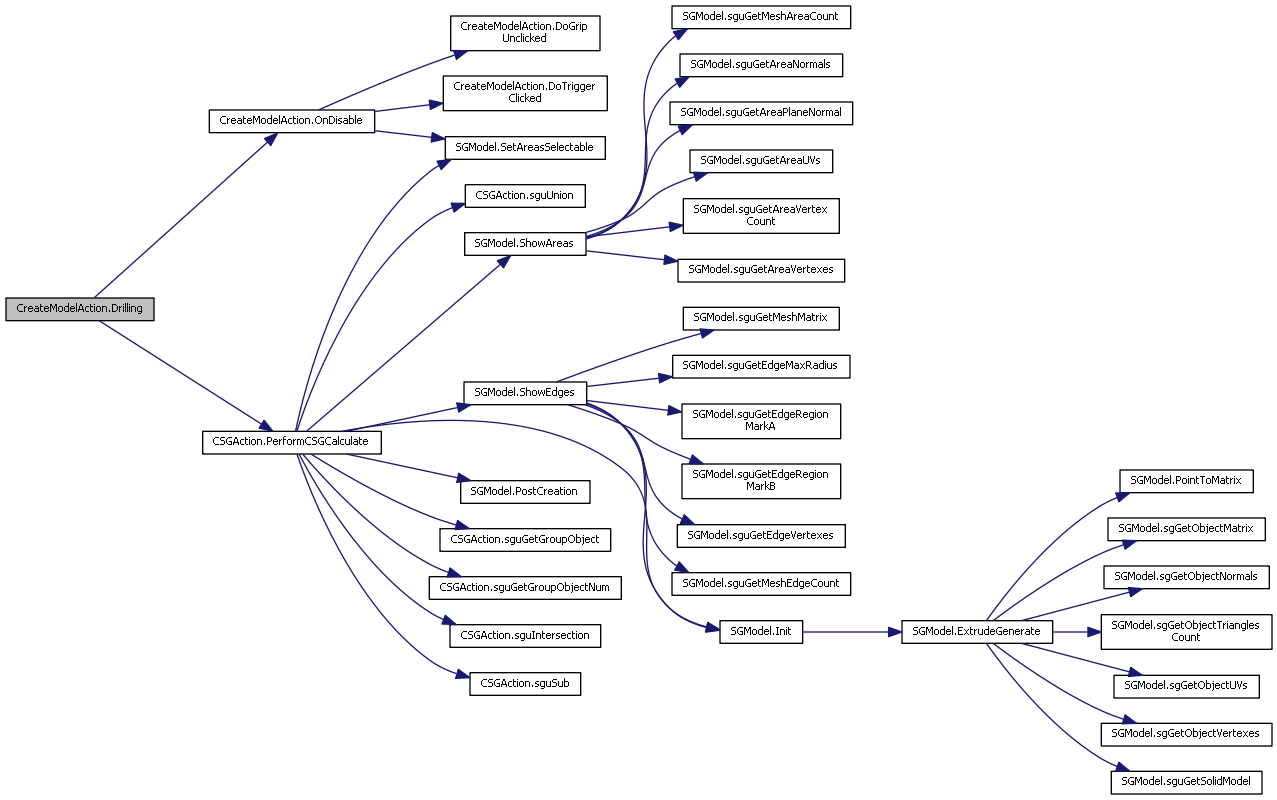 CreateModelAction.Drilling
CreateModelAction.OnDisable
CSGAction.PerformCSGCalculate
CreateModelAction.DoGrip
Unclicked
CreateModelAction.DoTrigger
Clicked
SGModel.SetAreasSelectable
CSGAction.sguUnion
SGModel.ShowAreas
SGModel.ShowEdges
SGModel.PostCreation
CSGAction.sguGetGroupObject
CSGAction.sguGetGroupObjectNum
CSGAction.sguIntersection
CSGAction.sguSub
SGModel.sguGetMeshAreaCount
SGModel.sguGetAreaNormals
SGModel.sguGetAreaPlaneNormal
SGModel.sguGetAreaUVs
SGModel.sguGetAreaVertex
Count
SGModel.sguGetAreaVertexes
SGModel.sguGetMeshMatrix
SGModel.sguGetEdgeMaxRadius
SGModel.sguGetEdgeRegion
MarkA
SGModel.sguGetEdgeRegion
MarkB
SGModel.sguGetEdgeVertexes
SGModel.sguGetMeshEdgeCount
SGModel.Init
SGModel.ExtrudeGenerate
SGModel.PointToMatrix
SGModel.sgGetObjectMatrix
SGModel.sgGetObjectNormals
SGModel.sgGetObjectTriangles
Count
SGModel.sgGetObjectUVs
SGModel.sgGetObjectVertexes
SGModel.sguGetSolidModel